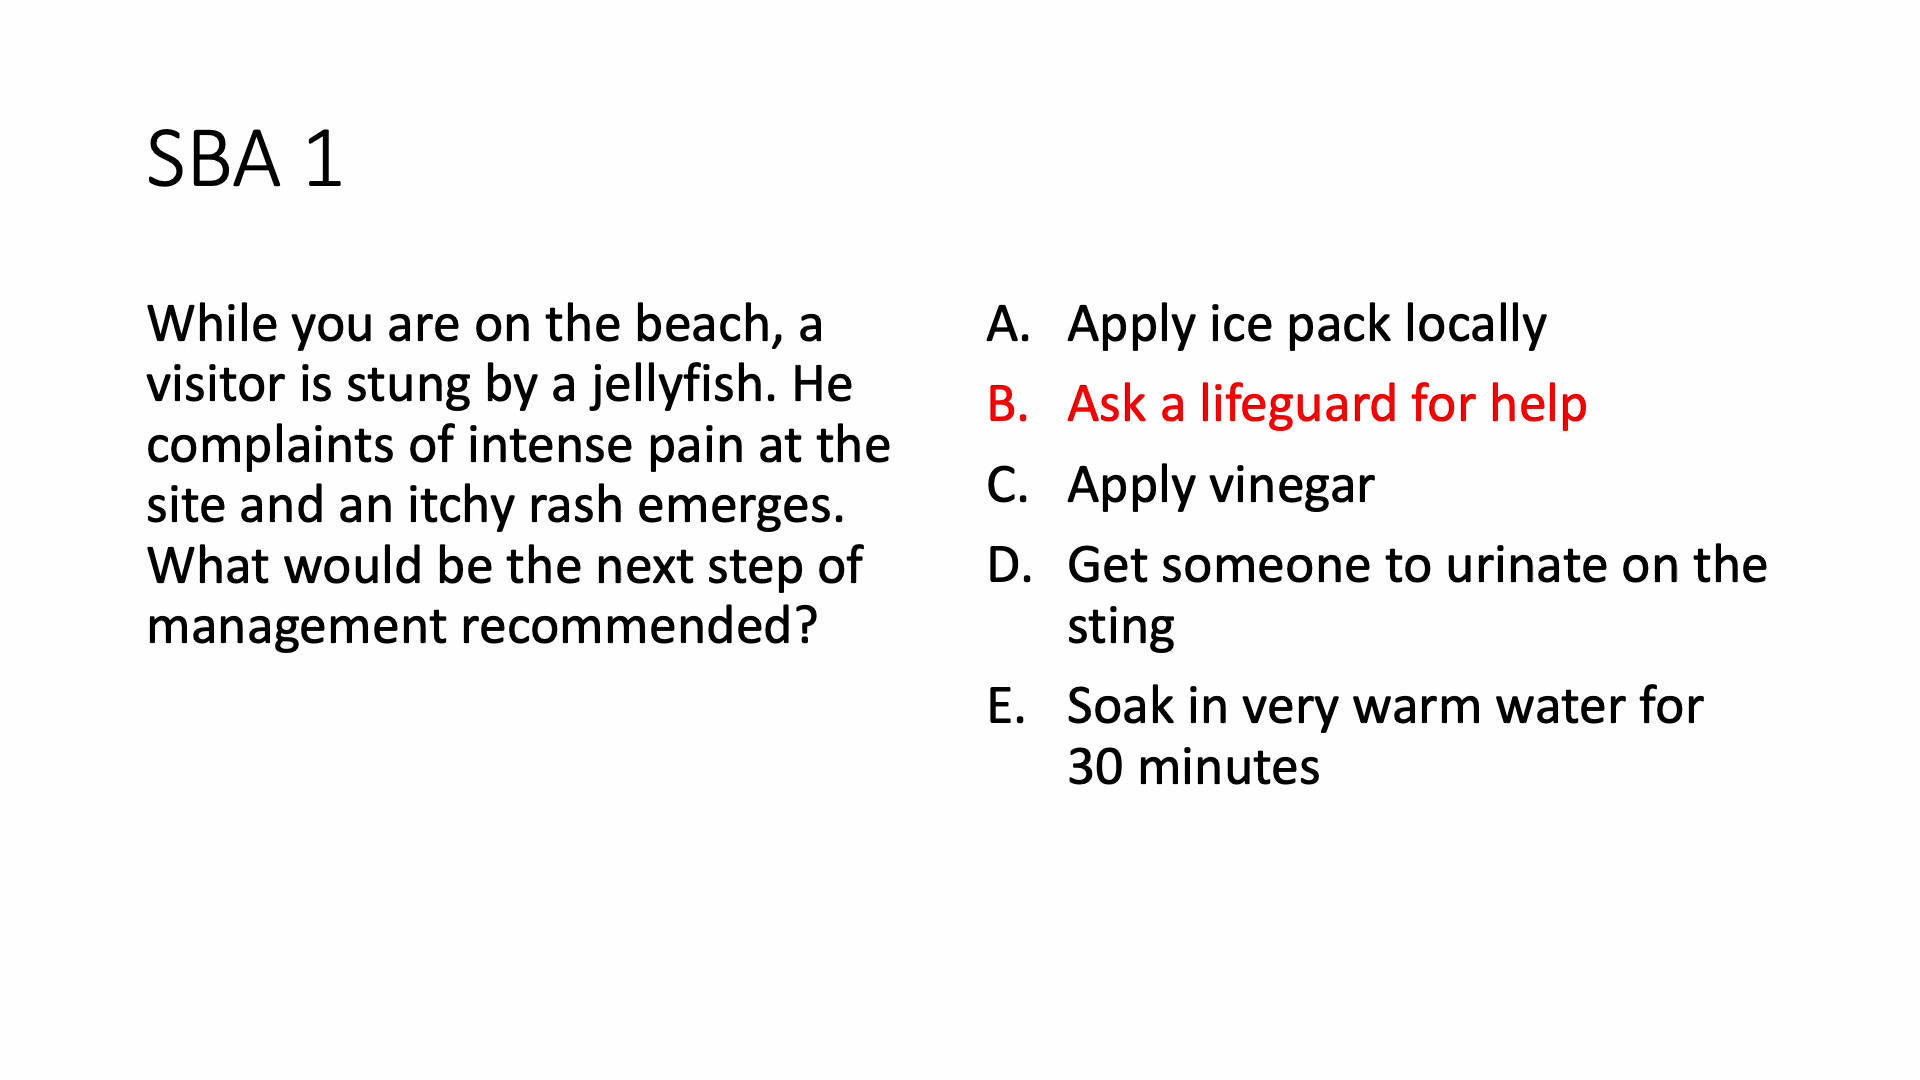 SBA 1
While you are on the beach, a
visitor is stung by a jellyfish. He
complaints of intense pain at the
site and an itchy rash emerges.
What would be the next step of
management recommended?
A. Apply ice pack locally
B. Ask a lifeguard for help
C. Apply vinegar
D. Get someone to urinate on the
sting
E. Soak in very warm water for
30 minutes